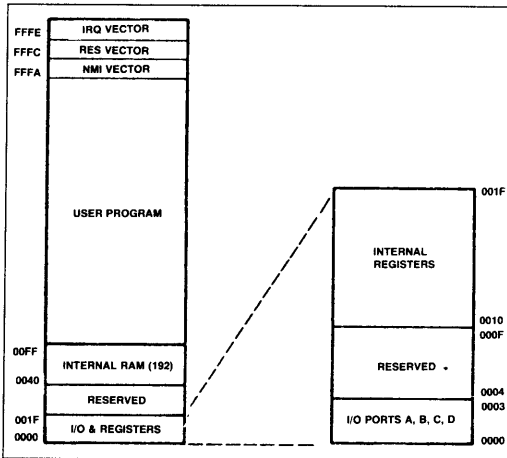 FFFE IRQ VECTOR
FFFC RES VECTOR
FFFA NMI VECTOR
USER PROGRAM
00FF
INTERNAL RAM (192)
0040
RESERVED
001F
I/O & REGISTERS
0000
001F
INTERNAL
REGISTERS
0010
000F
RESERVED
0004
0003
I/O PORTS A, B, C, D
0000